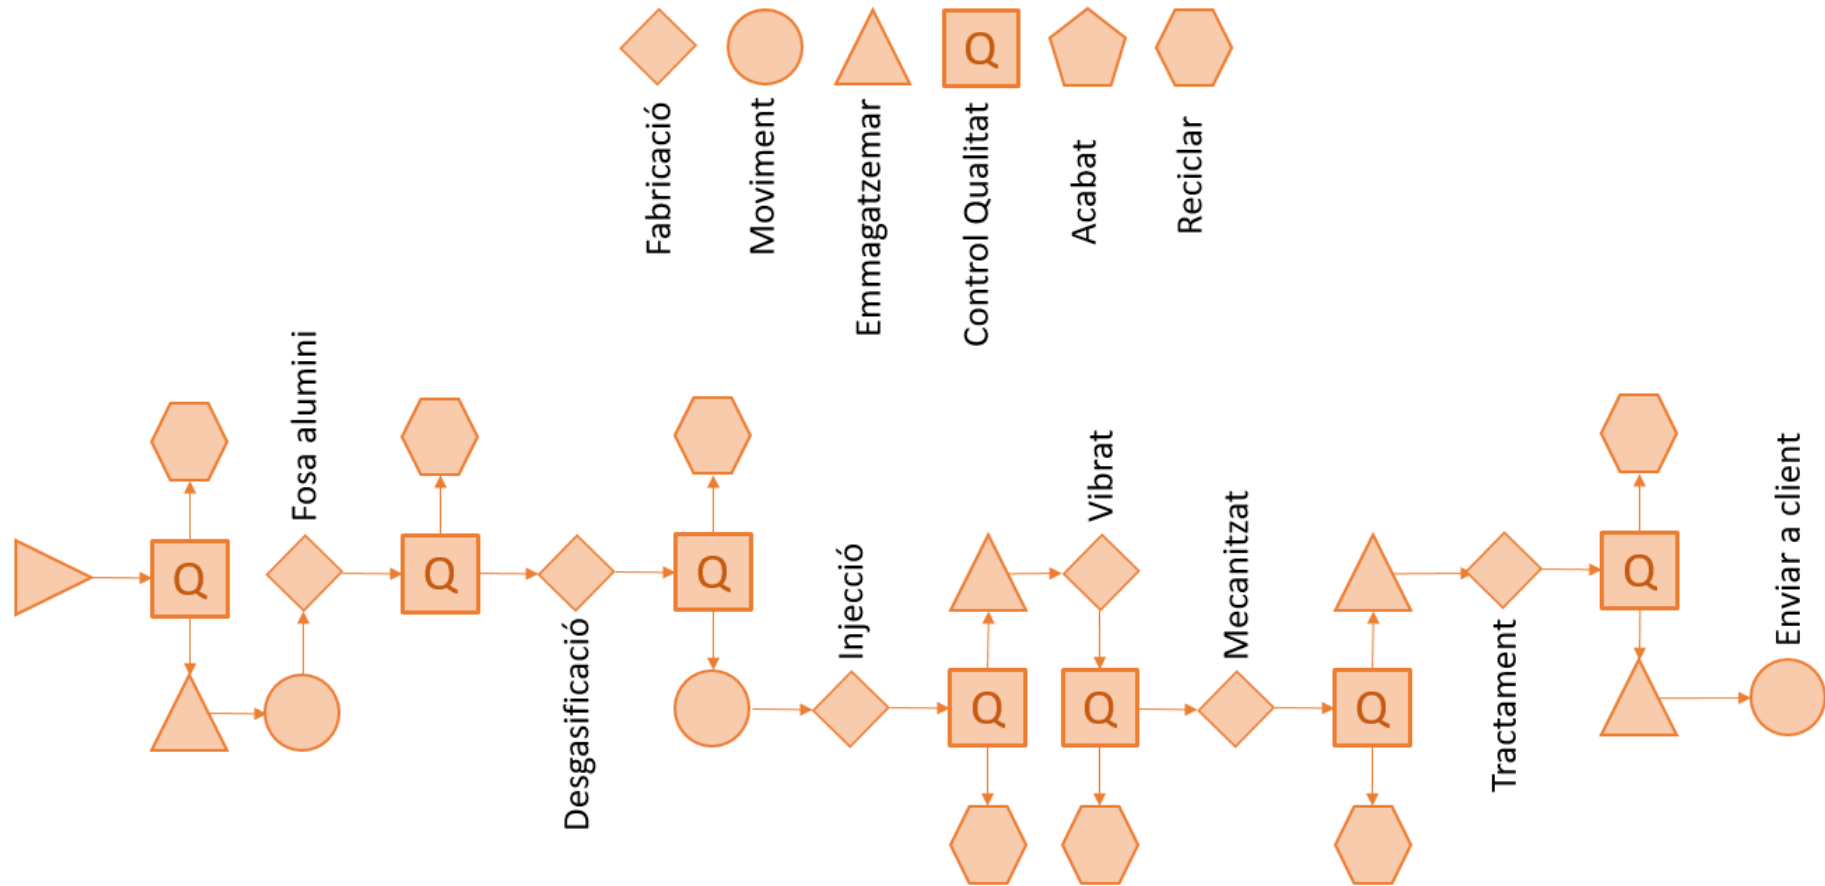 Q
Fabricació
Moviment
Emmagatzemar
Control Qualitat
Acabat
Reciclar
Q
Fosa alumini
Q
Desgasificació
Q
Injecció
Q
Vibrat
Q
Mecanitzat
Q
Tractament
Q
Enviar a client